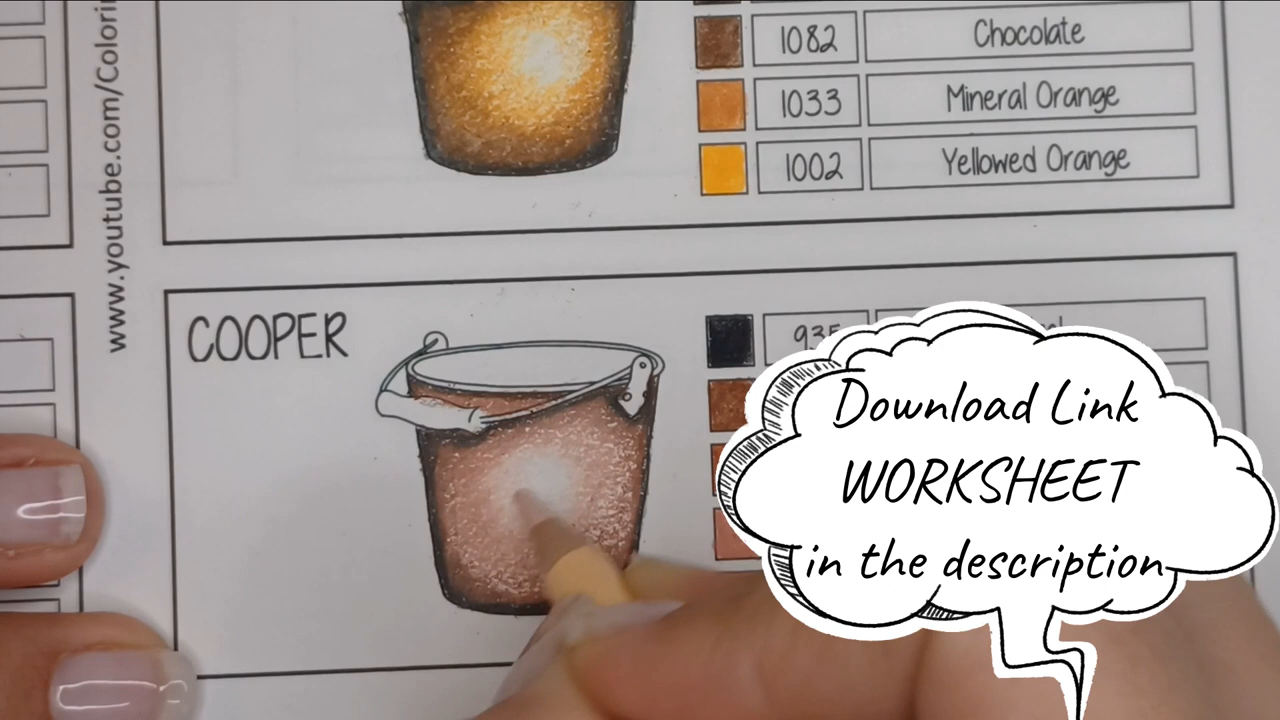 1082 Chocolate
1033 Mineral Orange
1002 Yellowed Orange
www.youtube.com/Colori
COOPER
935
Download Link
WORKSHEET
in the description